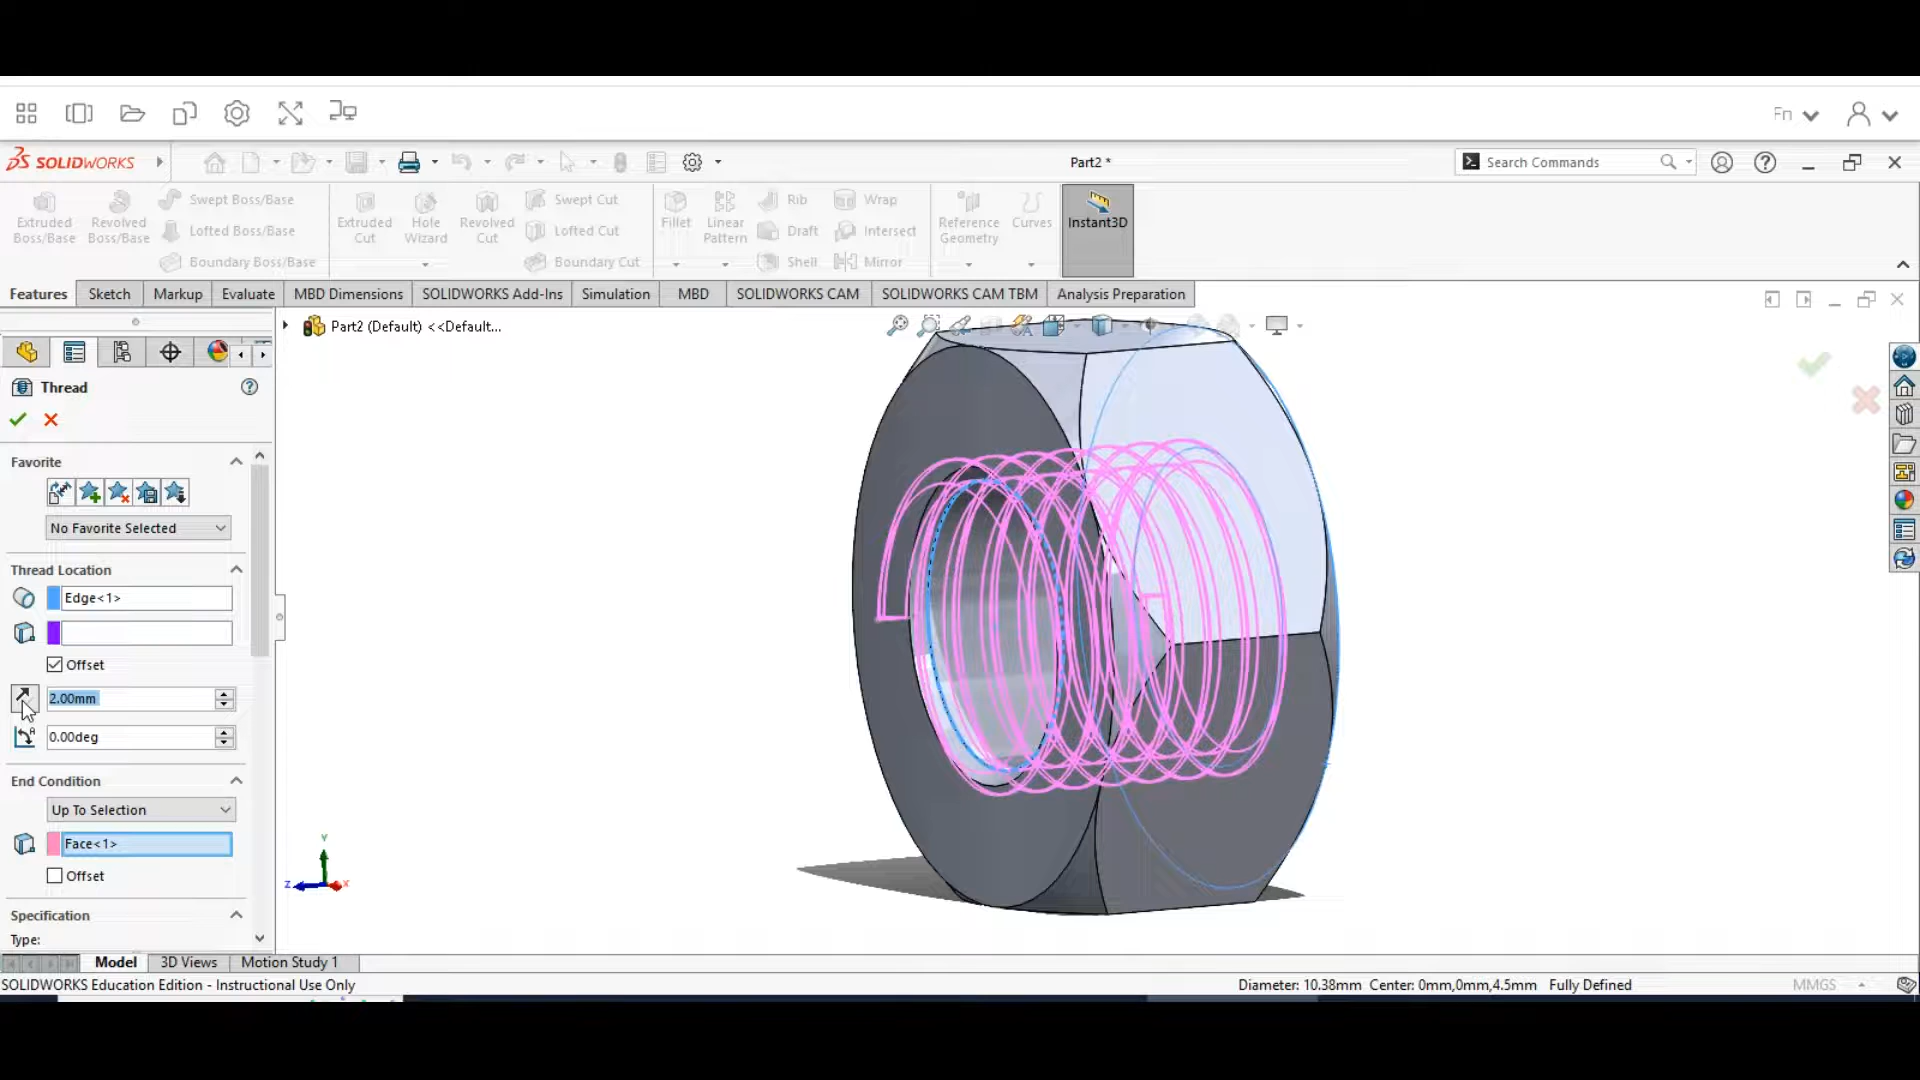 Fn
SOLIDWORKS
Part2 *
Search Commands
Extruded Boss/Base
Revolved Boss/Base
Swept Boss/Base
Lofted Boss/Base
Boundary Boss/Base
Extruded Cut
Hole Wizard
Revolved Cut
Swept Cut
Lofted Cut
Boundary Cut
Fillet
Linear Pattern
Rib
Draft
Shell
Wrap
Intersect
Mirror
Reference Geometry
Curves
Instant3D
Features Sketch Markup Evaluate MBD Dimensions SOLIDWORKS Add-Ins Simulation MBD SOLIDWORKS CAM SOLIDWORKS CAM TBM Analysis Preparation
Part2 (Default) <<Default...
Thread
Favorite
No Favorite Selected
Thread Location
Edge<1>
Offset
2.00mm
0.00deg
End Condition
Up To Selection
Face<1>
Offset
Specification
Type:
Y
Z
X
Model 3D Views Motion Study 1
SOLIDWORKS Education Edition - Instructional Use Only
Diameter: 10.38mm Center: 0mm,0mm,4.5mm Fully Defined
MMGS